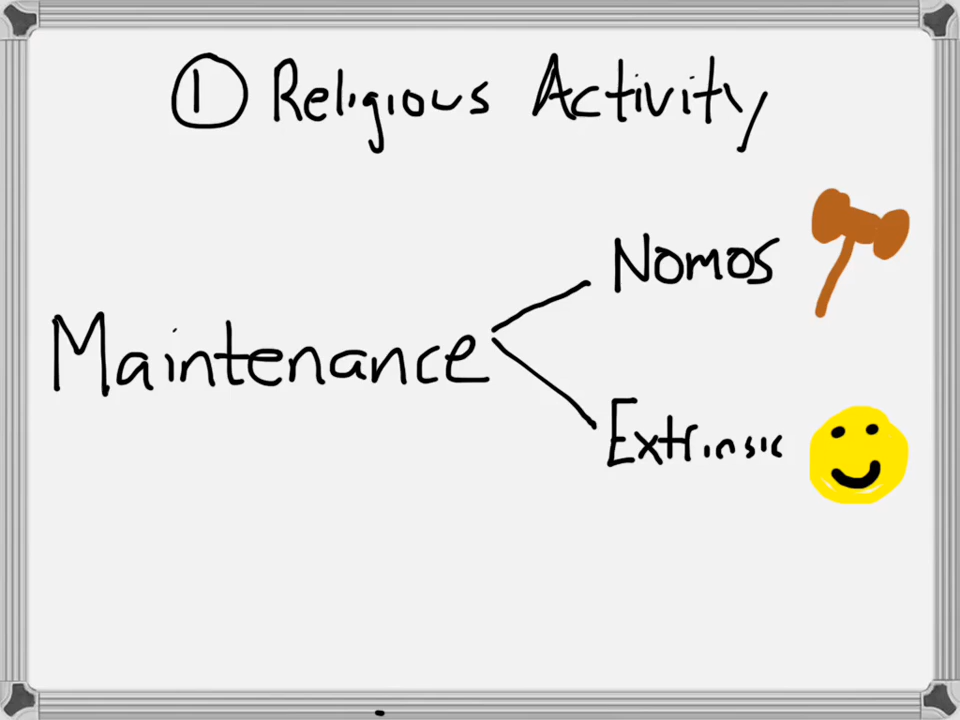 ① Religious Activity
Nomos
Maintenance
Extrinsic